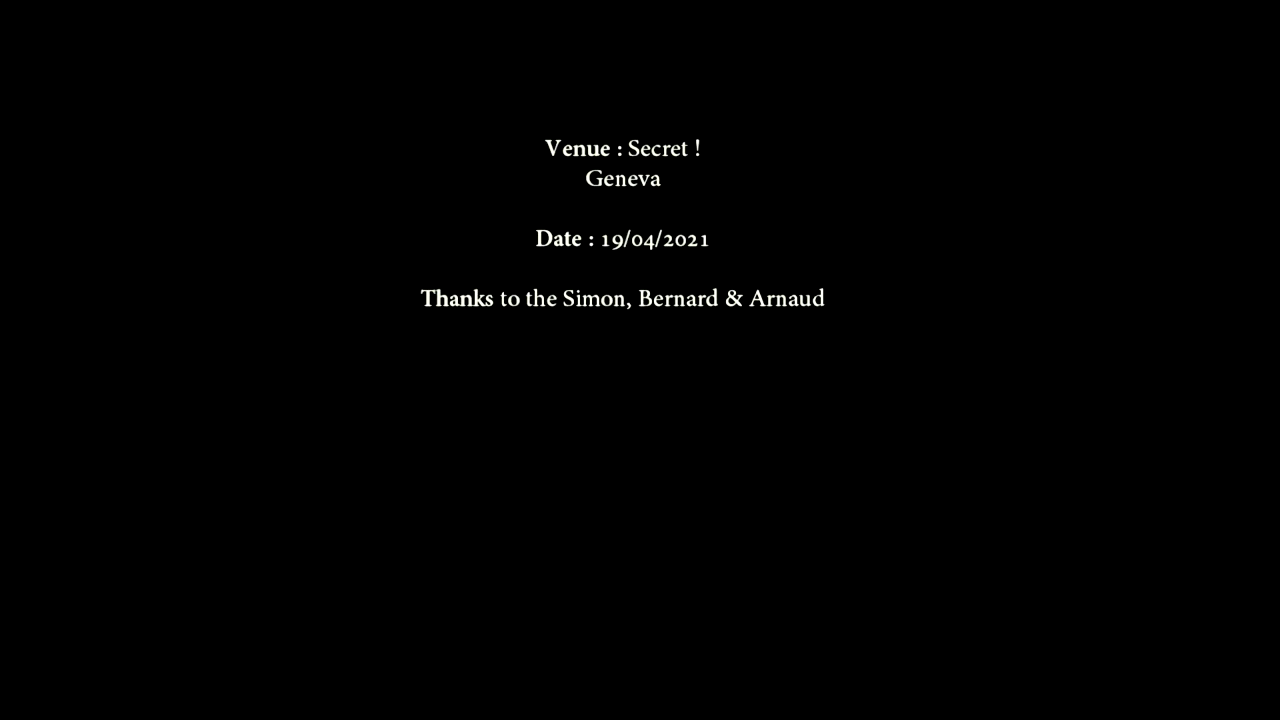 Venue : Secret !
Geneva
Date : 19/04/2021
Thanks to the Simon, Bernard & Arnaud